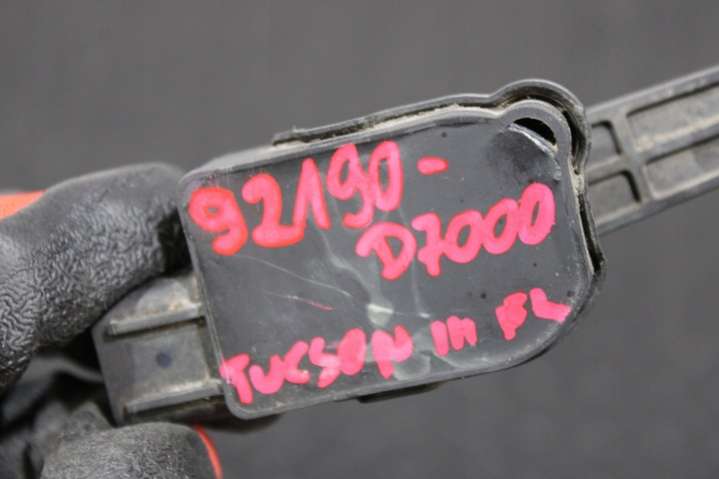 92190-
D7000
TUCSON III FL